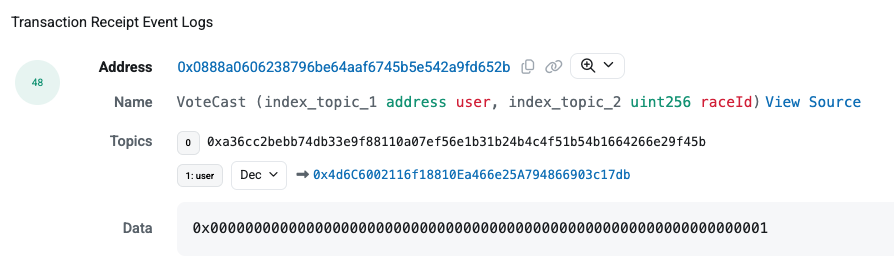 Transaction Receipt Event Logs
48
Address 0x0888a0606238796be64aaf6745b5e542a9fd652b
Name VoteCast (index_topic_1 address user, index_topic_2 uint256 raceId) View Source
Topics 0 0xa36cc2bebb74db33e9f88110a07ef56e1b31b24b4c4f51b54b1664266e29f45b
1: user Dec → 0x4d6C6002116f18810Ea466e25A794866903c17db
Data 0x0000000000000000000000000000000000000000000000000000000000000001